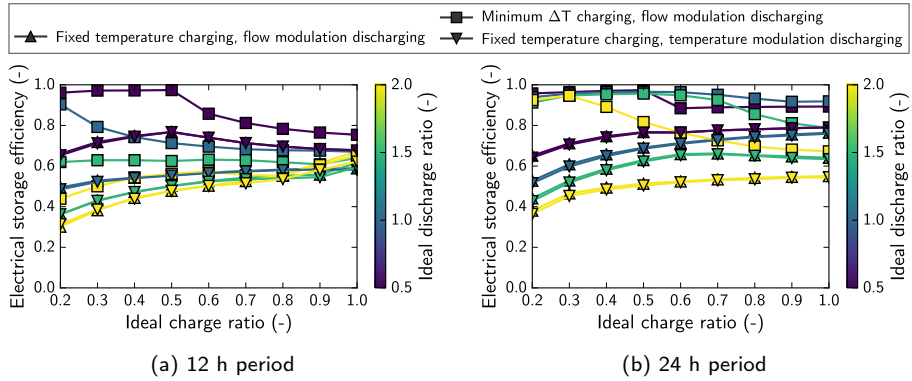 Minimum ΔT charging, flow modulation discharging
Fixed temperature charging, flow modulation discharging
Fixed temperature charging, temperature modulation discharging
Electrical storage efficiency (-)
1.0
0.8
0.6
0.4
0.2
0.0
0.2 0.3 0.4 0.5 0.6 0.7 0.8 0.9 1.0
Ideal charge ratio (-)
2.0
1.5
1.0
0.5
Ideal discharge ratio (-)
(a) 12 h period
Electrical storage efficiency (-)
1.0
0.8
0.6
0.4
0.2
0.0
0.2 0.3 0.4 0.5 0.6 0.7 0.8 0.9 1.0
Ideal charge ratio (-)
2.0
1.5
1.0
0.5
Ideal discharge ratio (-)
(b) 24 h period